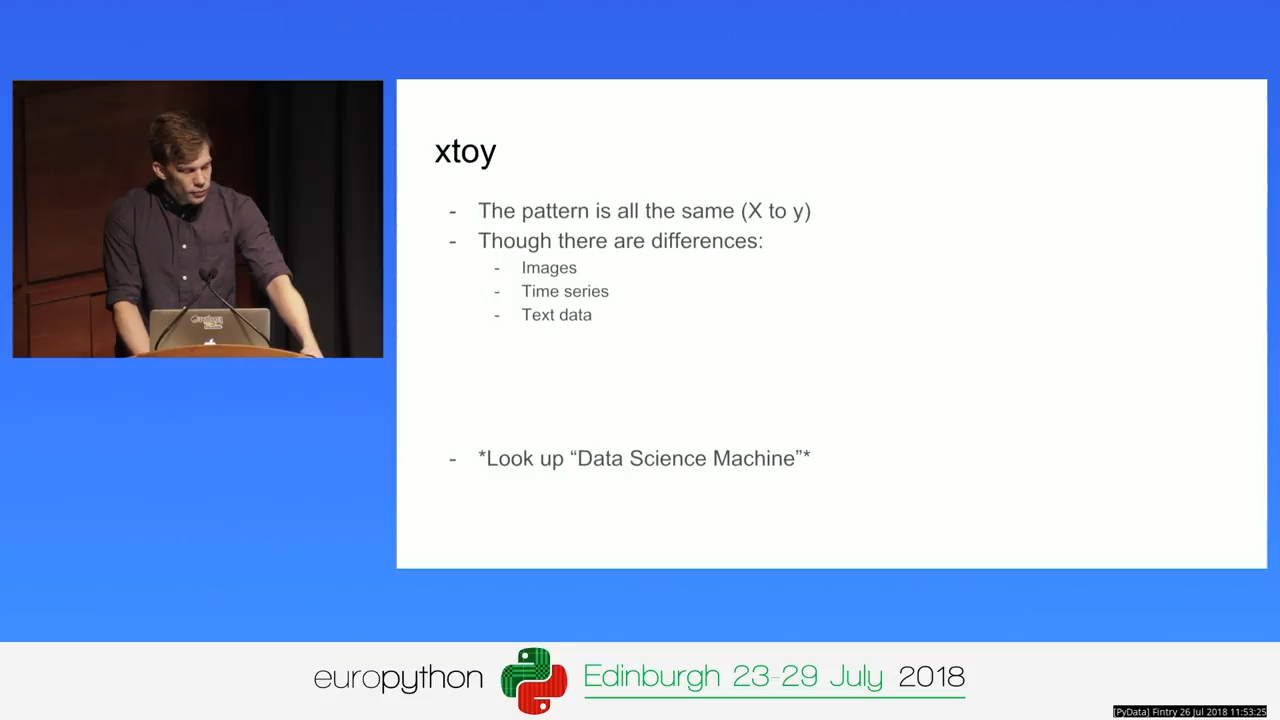 xtoy
- The pattern is all the same (X to y)
- Though there are differences:
- Images
- Time series
- Text data
- *Look up “Data Science Machine”*
europython Edinburgh 23-29 July 2018
[PyData] Fintry 26 Jul 2018 11:53:25